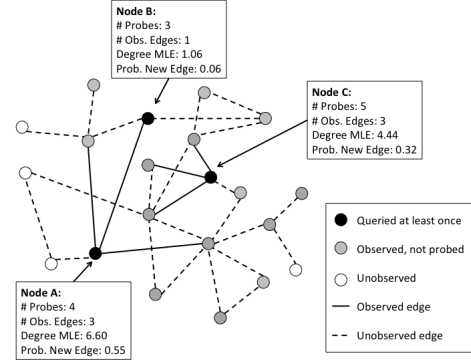 Node B:
# Probes: 3
# Obs. Edges: 1
Degree MLE: 1.06
Prob. New Edge: 0.06
Node C:
# Probes: 5
# Obs. Edges: 3
Degree MLE: 4.44
Prob. New Edge: 0.32
Node A:
# Probes: 4
# Obs. Edges: 3
Degree MLE: 6.60
Prob. New Edge: 0.55
Queried at least once
Observed, not probed
Unobserved
Observed edge
Unobserved edge